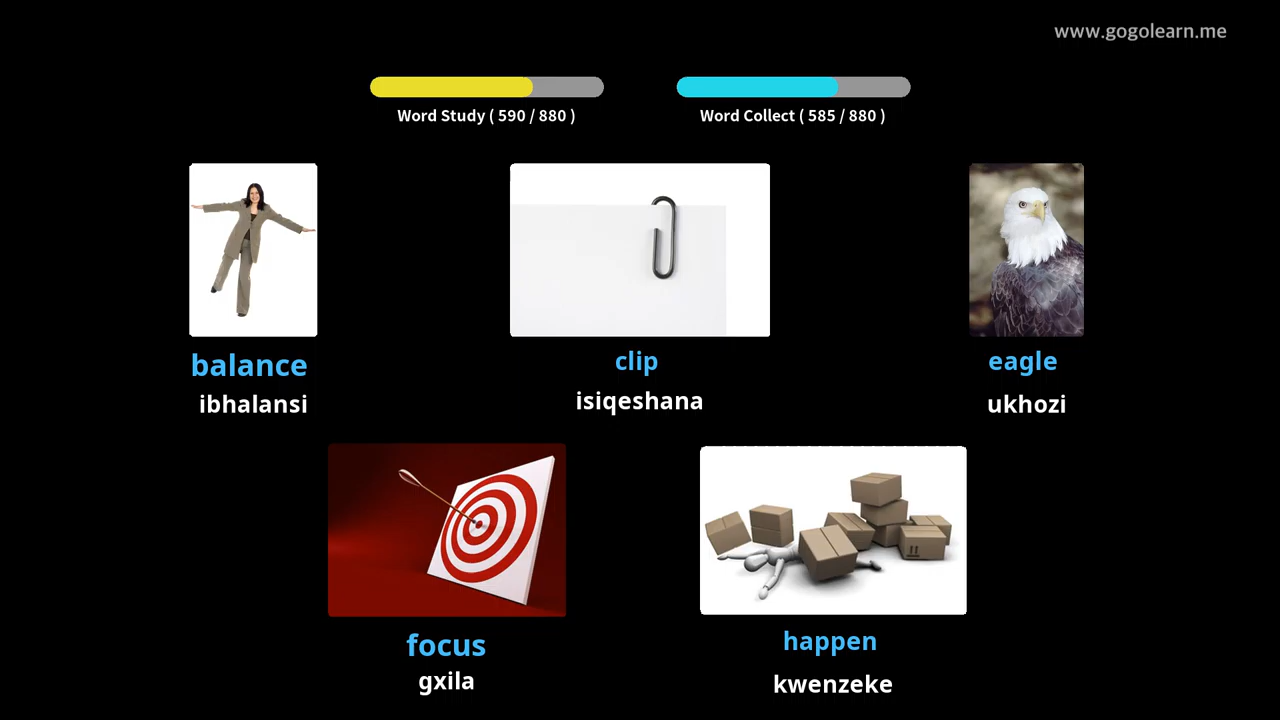 www.gogolearn.me
Word Study ( 590 / 880 )
Word Collect ( 585 / 880 )
balance
ibhalansi
clip
isiqeshana
eagle
ukhozi
focus
gxila
happen
kwenzeke